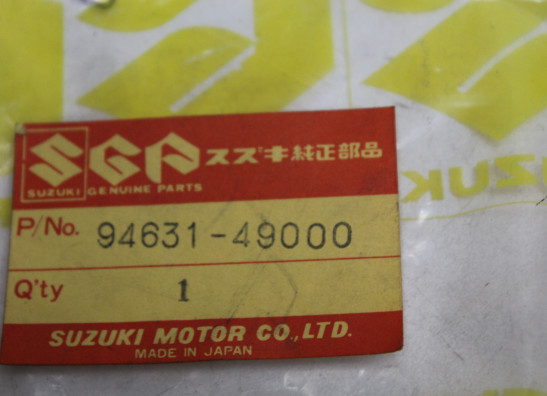 SGP スズキ純正部品
SUZUKI GENUINE PARTS
P/No. 94631-49000
Q'ty 1
SUZUKI MOTOR CO.,LTD.
MADE IN JAPAN
SUZUK